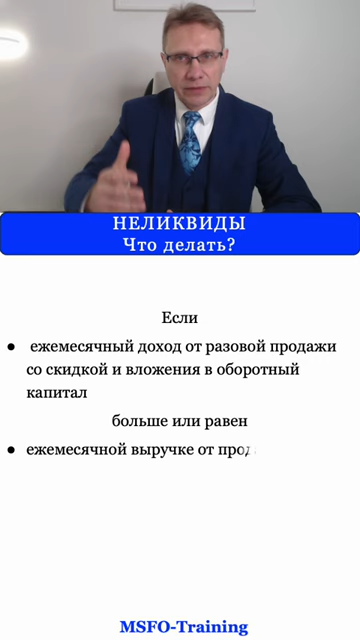 НЕЛИКВИДЫ
Что делать?
Если
● ежемесячный доход от разовой продажи
со скидкой и вложения в оборотный
капитал
больше или равен
● ежемесячной выручке от
MSFO-Training